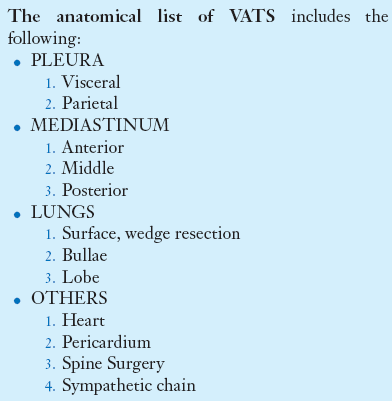 The anatomical list of VATS includes the
following:
• PLEURA
1. Visceral
2. Parietal
• MEDIASTINUM
1. Anterior
2. Middle
3. Posterior
• LUNGS
1. Surface, wedge resection
2. Bullae
3. Lobe
• OTHERS
1. Heart
2. Pericardium
3. Spine Surgery
4. Sympathetic chain